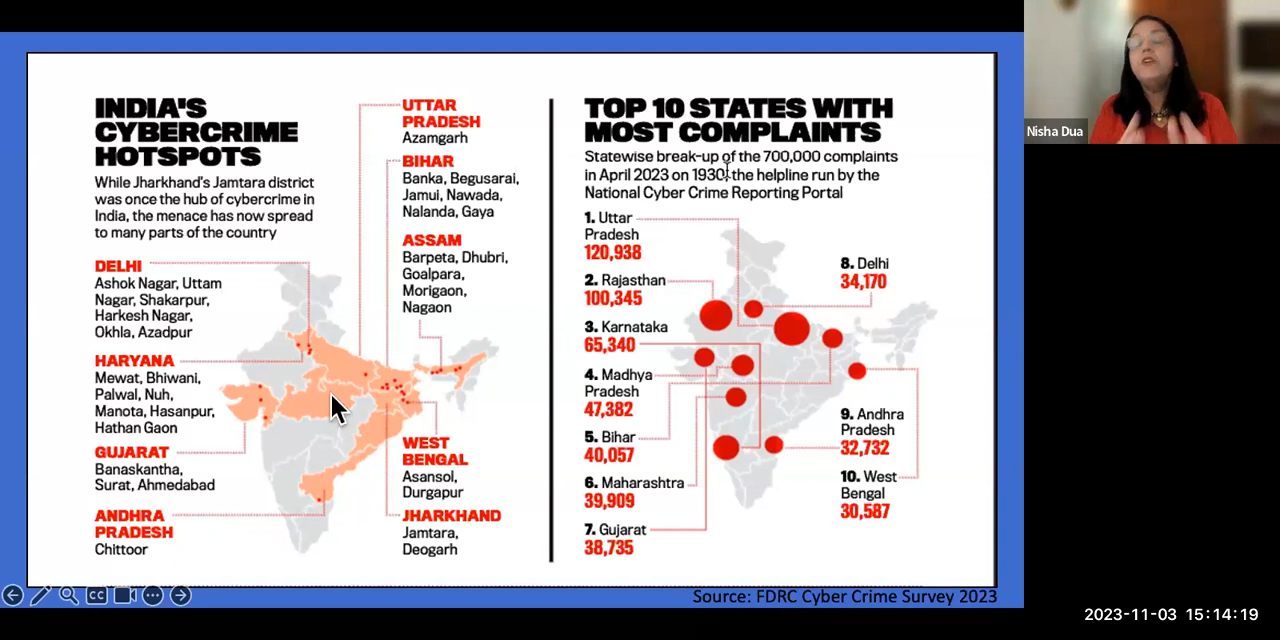 INDIA'S
CYBERCRIME
HOTSPOTS
While Jharkhand's Jamtara district
was once the hub of cybercrime in
India, the menace has now spread
to many parts of the country
DELHI
Ashok Nagar, Uttam
Nagar, Shakarpur,
Harkesh Nagar,
Okhla, Azadpur
HARYANA
Mewat, Bhiwani,
Palwal, Nuh,
Manota, Hasanpur,
Hathan Gaon
GUJARAT
Banaskantha,
Surat, Ahmedabad
ANDHRA
PRADESH
Chittoor
UTTAR
PRADESH
Azamgarh
BIHAR
Banka, Begusarai,
Jamui, Nawada,
Nalanda, Gaya
ASSAM
Barpeta, Dhubri,
Goalpara,
Morigaon,
Nagaon
WEST
BENGAL
Asansol,
Durgapur
JHARKHAND
Jamtara,
Deogarh
TOP 10 STATES WITH
MOST COMPLAINTS
Statewise break-up of the 700,000 complaints
in April 2023 on 1930, the helpline run by the
National Cyber Crime Reporting Portal
1. Uttar
Pradesh
120,938
2. Rajasthan
100,345
3. Karnataka
65,340
4. Madhya
Pradesh
47,382
5. Bihar
40,057
6. Maharashtra
39,909
7. Gujarat
38,735
8. Delhi
34,170
9. Andhra
Pradesh
32,732
10. West
Bengal
30,587
CC
Source: FDRC Cyber Crime Survey 2023
Nisha Dua
2023-11-03 15:14:19